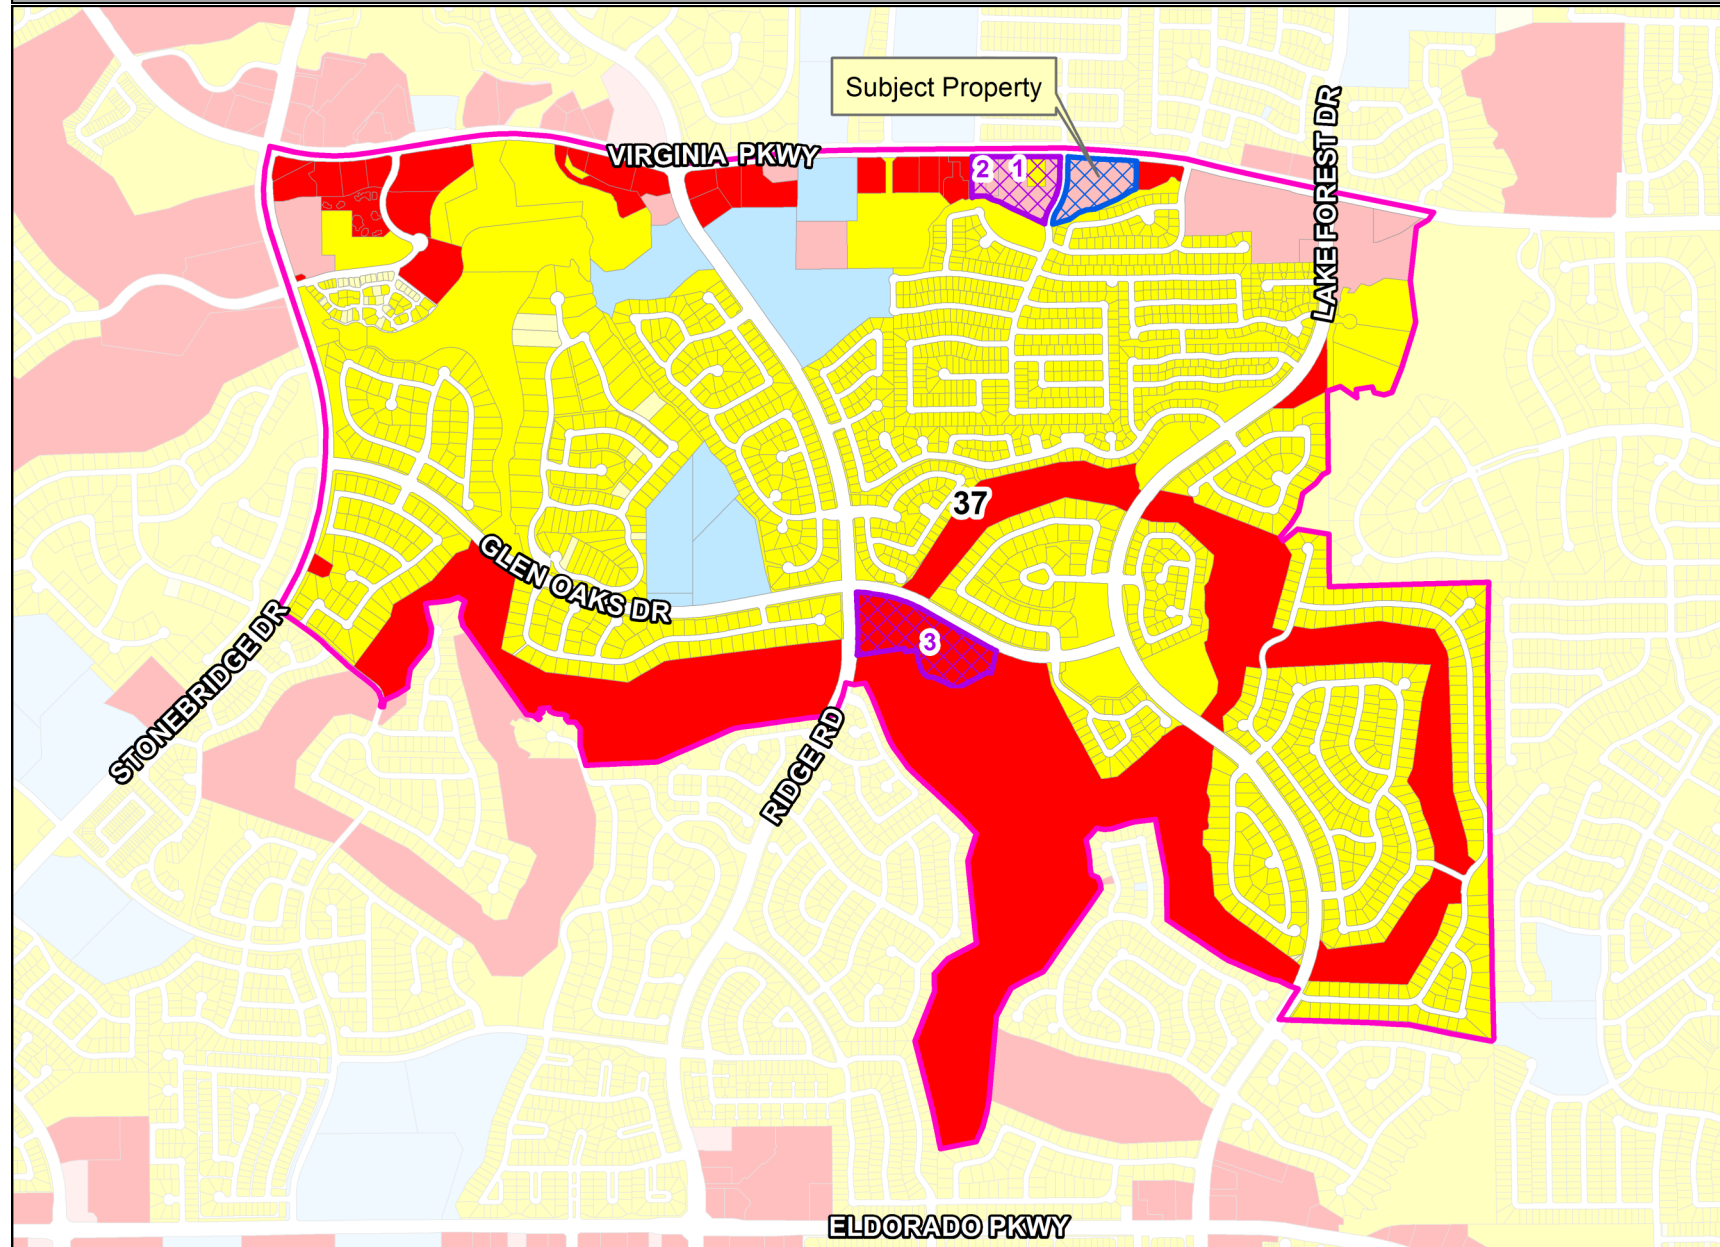 Subject Property
VIRGINIA PKWY
2
1
LAKE FOREST DR
37
GLEN OAKS DR
3
STONEBRIDGE DR
RIDGE RD
ELDORADO PKWY